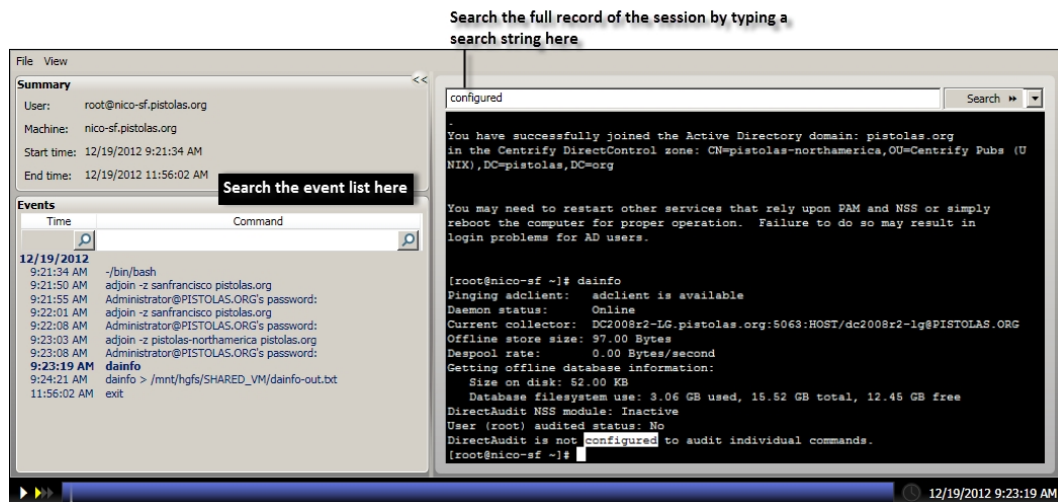 Search the full record of the session by typing a
search string here
File View
Summary
<<
User: root@nico-sf.pistolas.org
Machine: nico-sf.pistolas.org
Start time: 12/19/2012 9:21:34 AM
End time: 12/19/2012 11:56:02 AM
Search the event list here
Events
Time Command
12/19/2012
9:21:34 AM -/bin/bash
9:21:50 AM adjoin -z sanfrancisco pistolas.org
9:21:55 AM Administrator@PISTOLAS.ORG's password:
9:22:01 AM adjoin -z sanfrancisco pistolas.org
9:22:08 AM Administrator@PISTOLAS.ORG's password:
9:23:03 AM adjoin -z pistolas-northamerica pistolas.org
9:23:08 AM Administrator@PISTOLAS.ORG's password:
9:23:19 AM dainfo
9:24:21 AM dainfo > /mnt/hgfs/SHARED_VM/dainfo-out.txt
11:56:02 AM exit
configured Search
.
You have successfully joined the Active Directory domain: pistolas.org
in the Centrify DirectControl zone: CN=pistolas-northamerica,OU=Centrify Pubs (U
NIX),DC=pistolas,DC=org
You may need to restart other services that rely upon PAM and NSS or simply
reboot the computer for proper operation. Failure to do so may result in
login problems for AD users.
[root@nico-sf ~]# dainfo
Pinging adclient: adclient is available
Daemon status: Online
Current collector: DC2008r2-LG.pistolas.org:5063:HOST/dc2008r2-lg@PISTOLAS.ORG
Offline store size: 97.00 Bytes
Despool rate: 0.00 Bytes/second
Getting offline database information:
Size on disk: 52.00 KB
Database filesystem use: 3.06 GB used, 15.52 GB total, 12.45 GB free
DirectAudit NSS module: Inactive
User (root) audited status: No
DirectAudit is not configured to audit individual commands.
[root@nico-sf ~]#
12/19/2012 9:23:19 AM